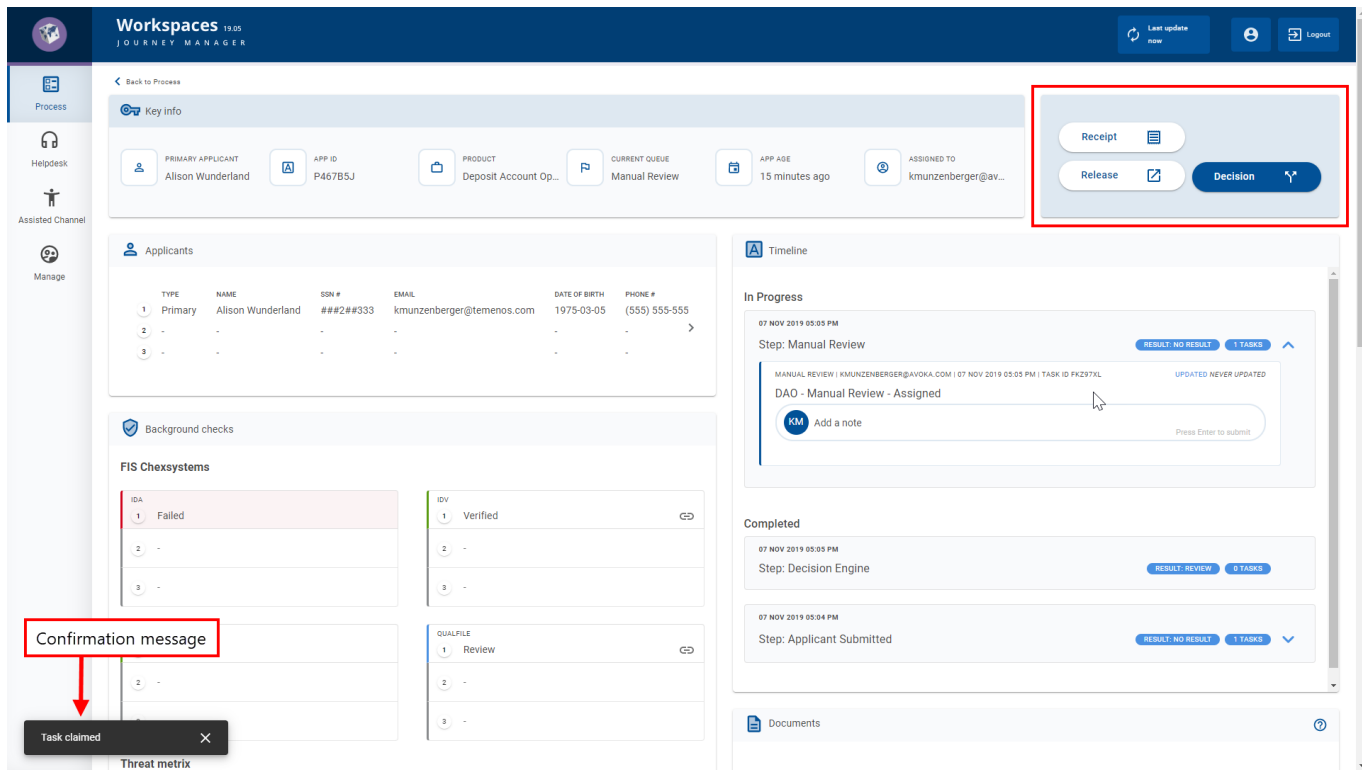 Workspaces 19.05
JOURNEY MANAGER
Last update
now
Logout
Process
Helpdesk
Assisted Channel
Manage
Back to Process
Key info
PRIMARY APPLICANT
Alison Wunderland
APP ID
P467B5J
PRODUCT
Deposit Account Op...
CURRENT QUEUE
Manual Review
APP AGE
15 minutes ago
ASSIGNED TO
kmunzenberger@av...
Receipt
Release
Decision
Applicants
TYPE NAME SSN # EMAIL DATE OF BIRTH PHONE #
1 Primary Alison Wunderland ###2##333 kmunzenberger@temenos.com 1975-03-05 (555) 555-555
2 - - - - - -
3 - - - - - -
Background checks
FIS Chexsystems
IDA
1 Failed
2 -
3 -
IDV
1 Verified
2 -
3 -
QUALFILE
1 Review
2 -
3 -
2 -
Confirmation message
Task claimed
Threat metrix
A Timeline
In Progress
07 NOV 2019 05:05 PM
Step: Manual Review
RESULT: NO RESULT 1 TASKS
MANUAL REVIEW | KMUNZENBERGER@AVOKA.COM | 07 NOV 2019 05:05 PM | TASK ID FKZ97XL
UPDATED NEVER UPDATED
DAO - Manual Review - Assigned
KM Add a note
Press Enter to submit
Completed
07 NOV 2019 05:05 PM
Step: Decision Engine
RESULT: REVIEW 0 TASKS
07 NOV 2019 05:04 PM
Step: Applicant Submitted
RESULT: NO RESULT 1 TASKS
Documents